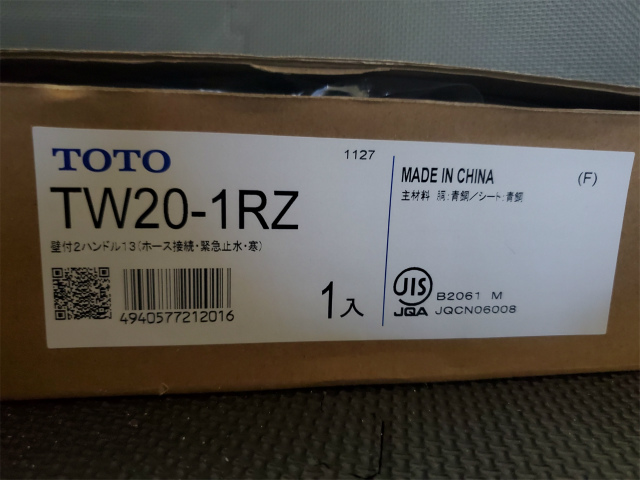 TOTO
1127
TW20-1RZ
壁付2ハンドル13(ホース接続・緊急止水・寒)
4940577212016
1入
MADE IN CHINA
(F)
主材料 胴:青銅/シート:青銅
JIS
JQA
B2061 M
JQCN06008